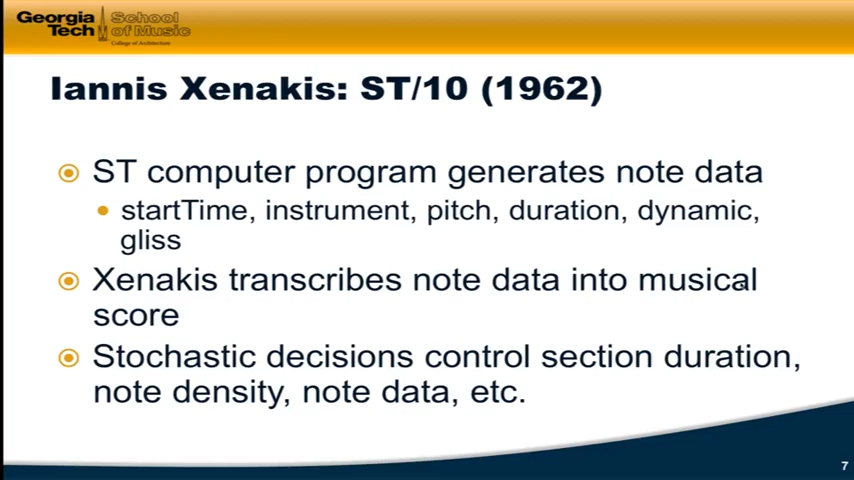 Georgia Tech
School of Music
College of Architecture
Iannis Xenakis: ST/10 (1962)
ST computer program generates note data
startTime, instrument, pitch, duration, dynamic,
gliss
Xenakis transcribes note data into musical
score
Stochastic decisions control section duration,
note density, note data, etc.
7